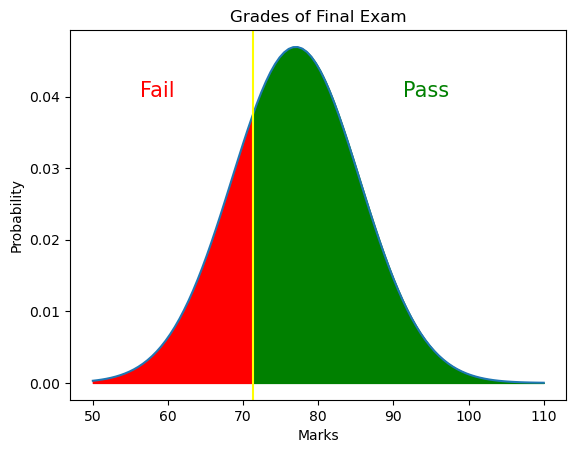 Grades of Final Exam
Fail
Pass
0.04
0.03
0.02
0.01
0.00
Probability
50 60 70 80 90 100 110
Marks